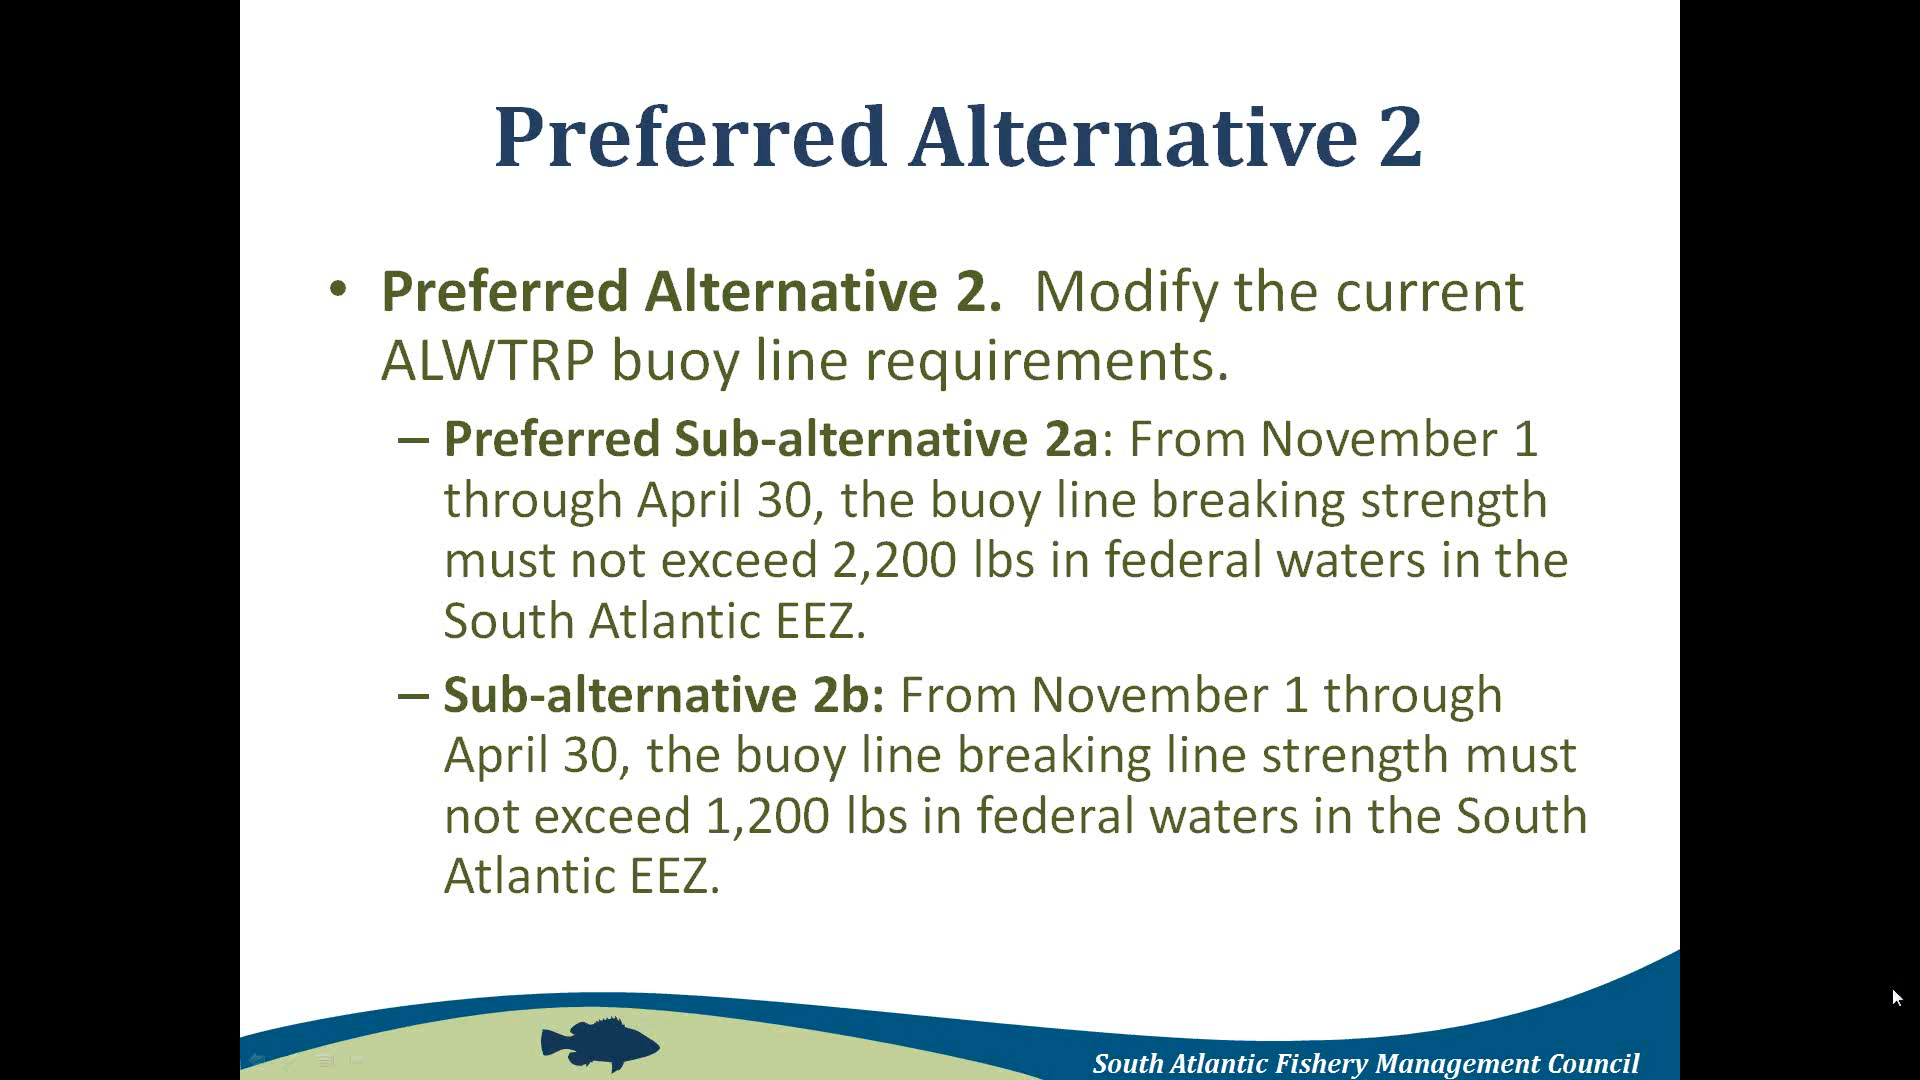 Preferred Alternative 2
• Preferred Alternative 2. Modify the current
ALWTRP buoy line requirements.
– Preferred Sub-alternative 2a: From November 1
through April 30, the buoy line breaking strength
must not exceed 2,200 lbs in federal waters in the
South Atlantic EEZ.
– Sub-alternative 2b: From November 1 through
April 30, the buoy line breaking line strength must
not exceed 1,200 lbs in federal waters in the South
Atlantic EEZ.
South Atlantic Fishery Management Council